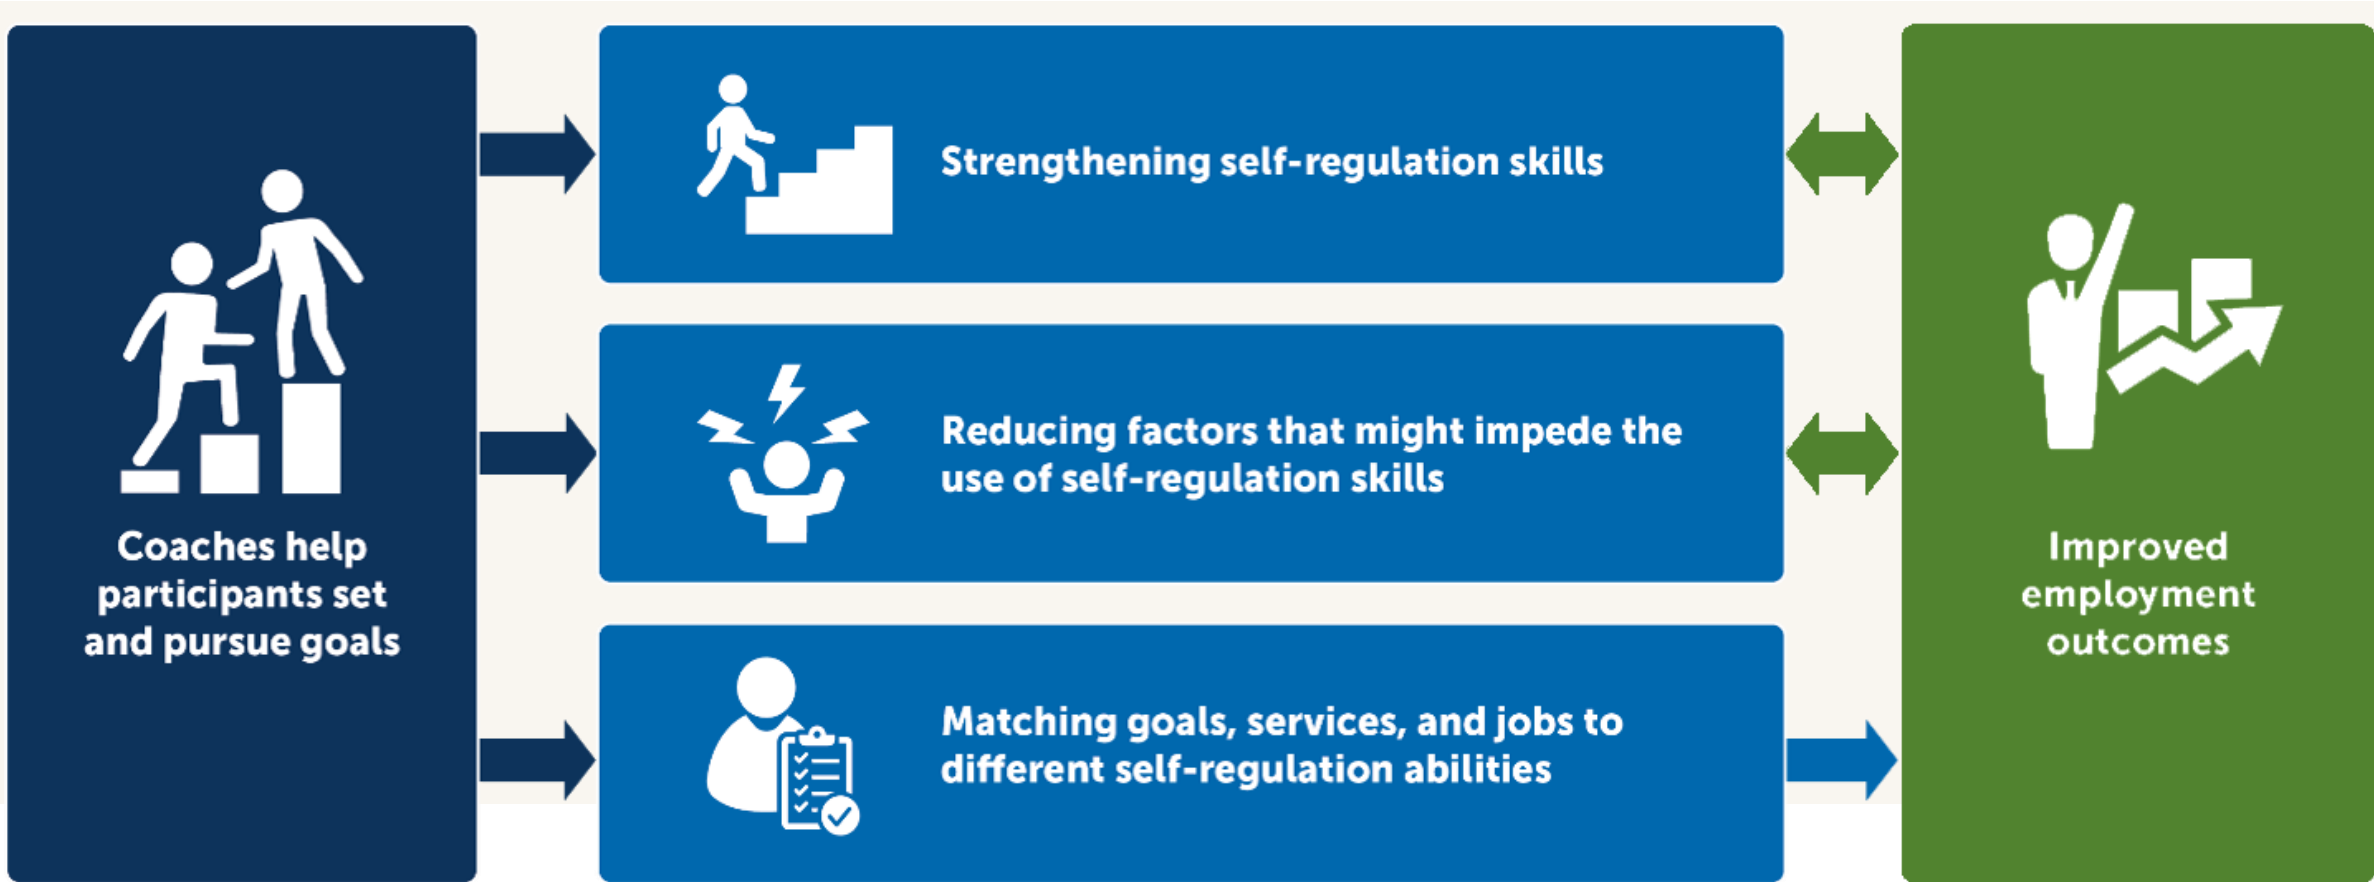 Coaches help
participants set
and pursue goals
Strengthening self-regulation skills
Reducing factors that might impede the
use of self-regulation skills
Matching goals, services, and jobs to
different self-regulation abilities
Improved
employment
outcomes